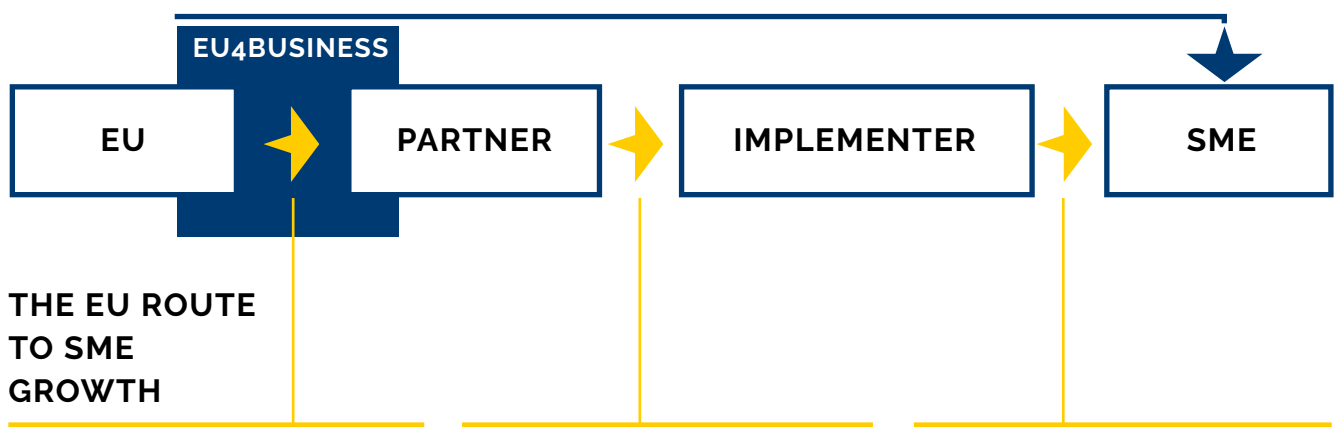 EU4BUSINESS
EU
PARTNER
IMPLEMENTER
SME
THE EU ROUTE
TO SME
GROWTH